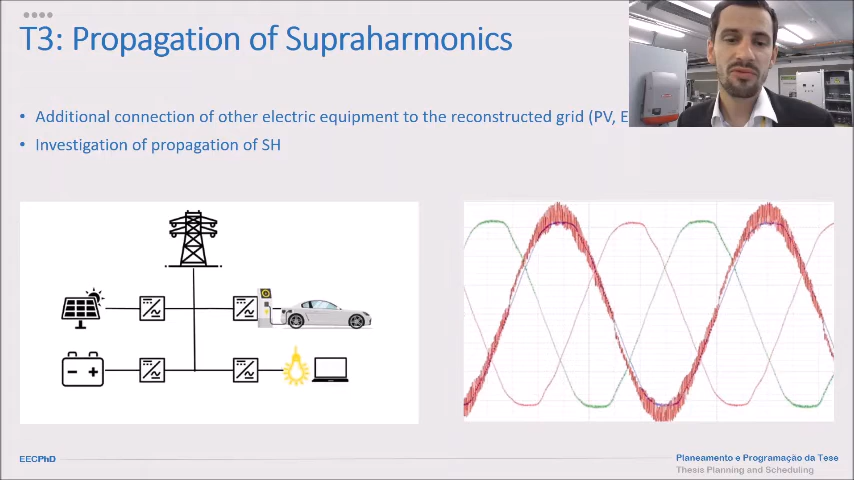 T3: Propagation of Supraharmonics
• Additional connection of other electric equipment to the reconstructed grid (PV, E
• Investigation of propagation of SH
EECPhD
Planeamento e Programação da Tese
Thesis Planning and Scheduling